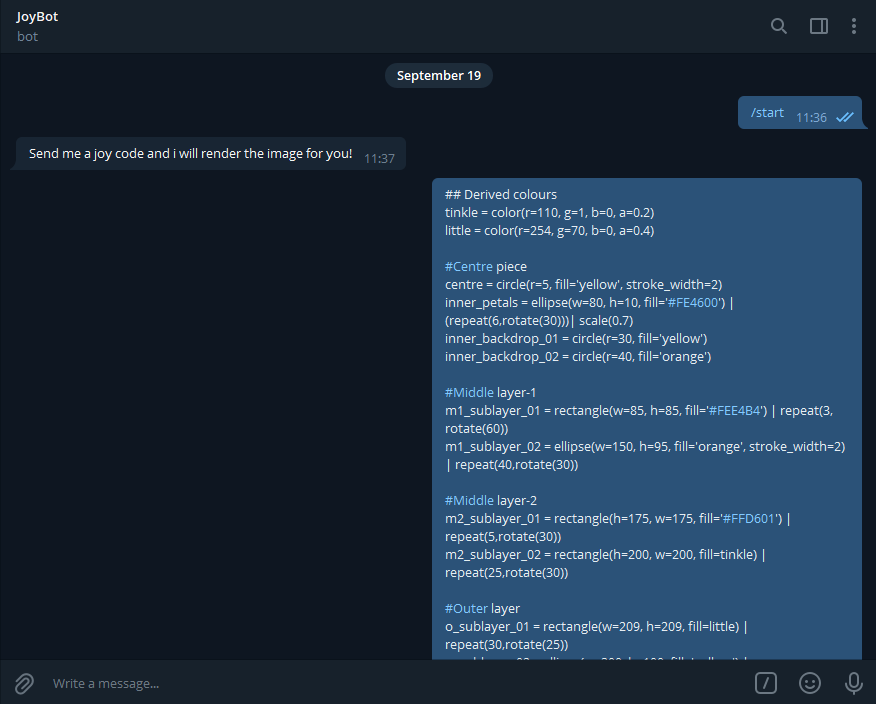 JoyBot
bot
September 19
/start 11:36
Send me a joy code and i will render the image for you! 11:37
## Derived colours
tinkle = color(r=110, g=1, b=0, a=0.2)
little = color(r=254, g=70, b=0, a=0.4)
#Centre piece
centre = circle(r=5, fill='yellow', stroke_width=2)
inner_petals = ellipse(w=80, h=10, fill='#FE4600') |
(repeat(6,rotate(30)))| scale(0.7)
inner_backdrop_01 = circle(r=30, fill='yellow')
inner_backdrop_02 = circle(r=40, fill='orange')
#Middle layer-1
m1_sublayer_01 = rectangle(w=85, h=85, fill='#FEE4B4') | repeat(3,
rotate(60))
m1_sublayer_02 = ellipse(w=150, h=95, fill='orange', stroke_width=2)
| repeat(40,rotate(30))
#Middle layer-2
m2_sublayer_01 = rectangle(h=175, w=175, fill='#FFD601') |
repeat(5,rotate(30))
m2_sublayer_02 = rectangle(h=200, w=200, fill=tinkle) |
repeat(25,rotate(30))
#Outer layer
o_sublayer_01 = rectangle(w=209, h=209, fill=little) |
repeat(30,rotate(25))
Write a message...